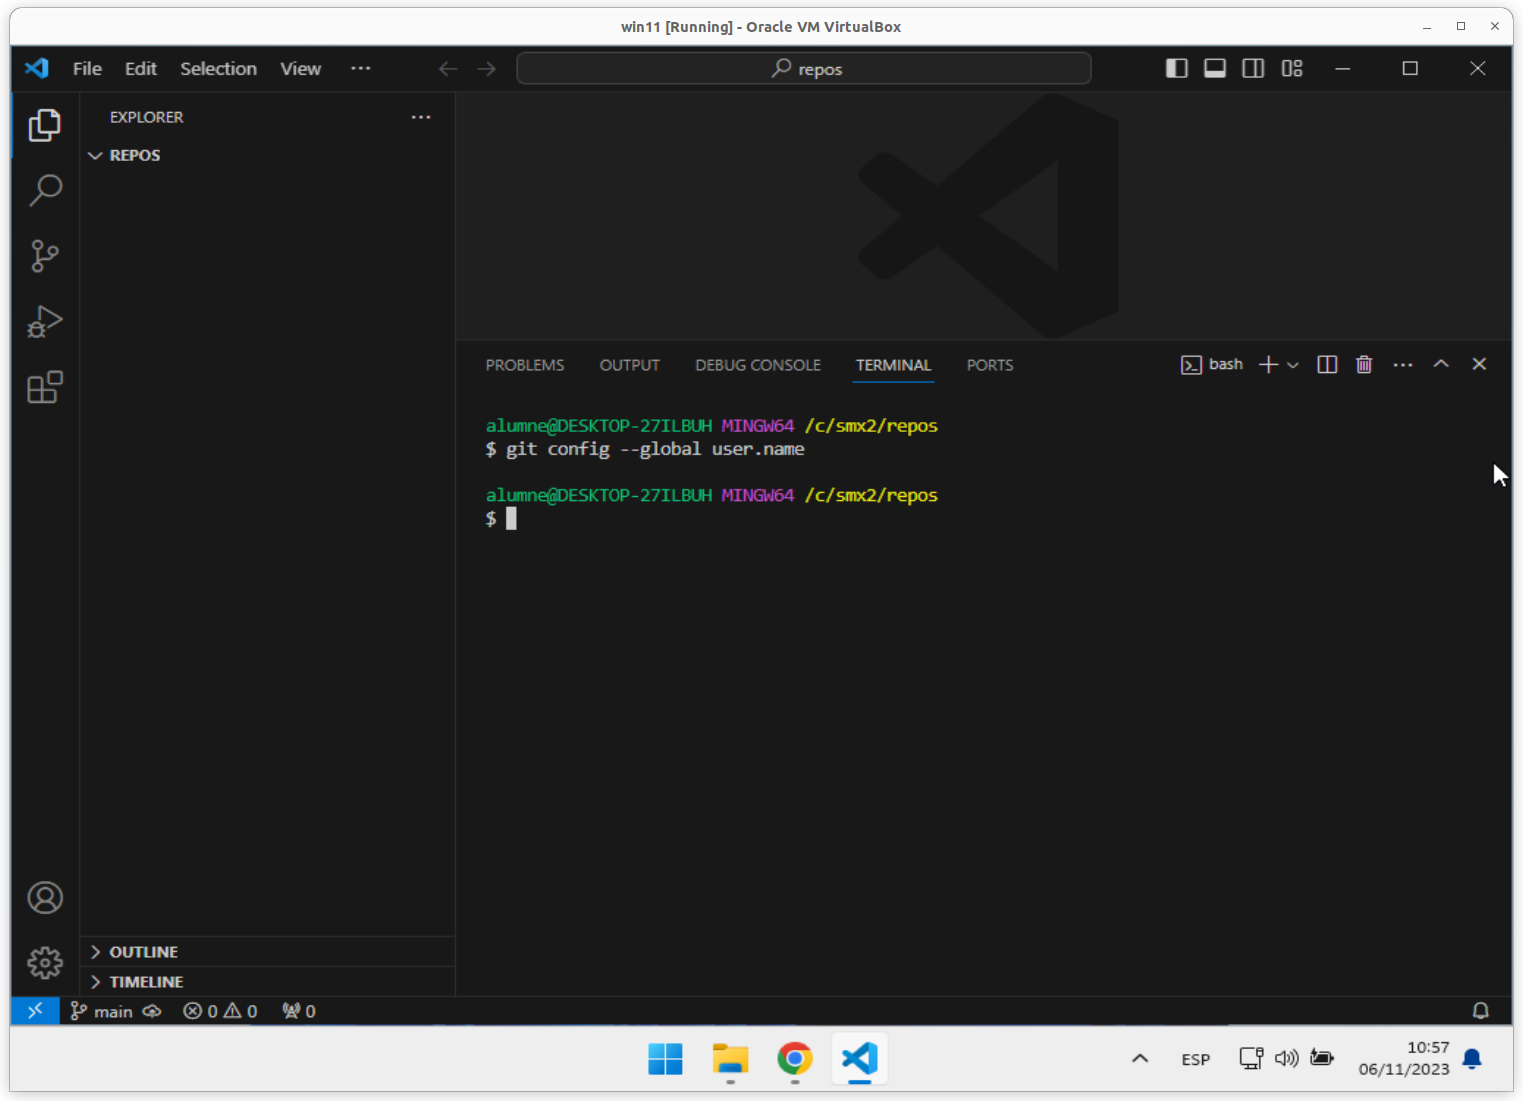 win11 [Running] - Oracle VM VirtualBox
File Edit Selection View ··· repos
EXPLORER ···
REPOS
PROBLEMS OUTPUT DEBUG CONSOLE TERMINAL PORTS bash ···
alumne@DESKTOP-27ILBUH MINGW64 /c/smx2/repos
$ git config --global user.name
alumne@DESKTOP-27ILBUH MINGW64 /c/smx2/repos
$
OUTLINE
TIMELINE
main 0 0 0
ESP
10:57
06/11/2023